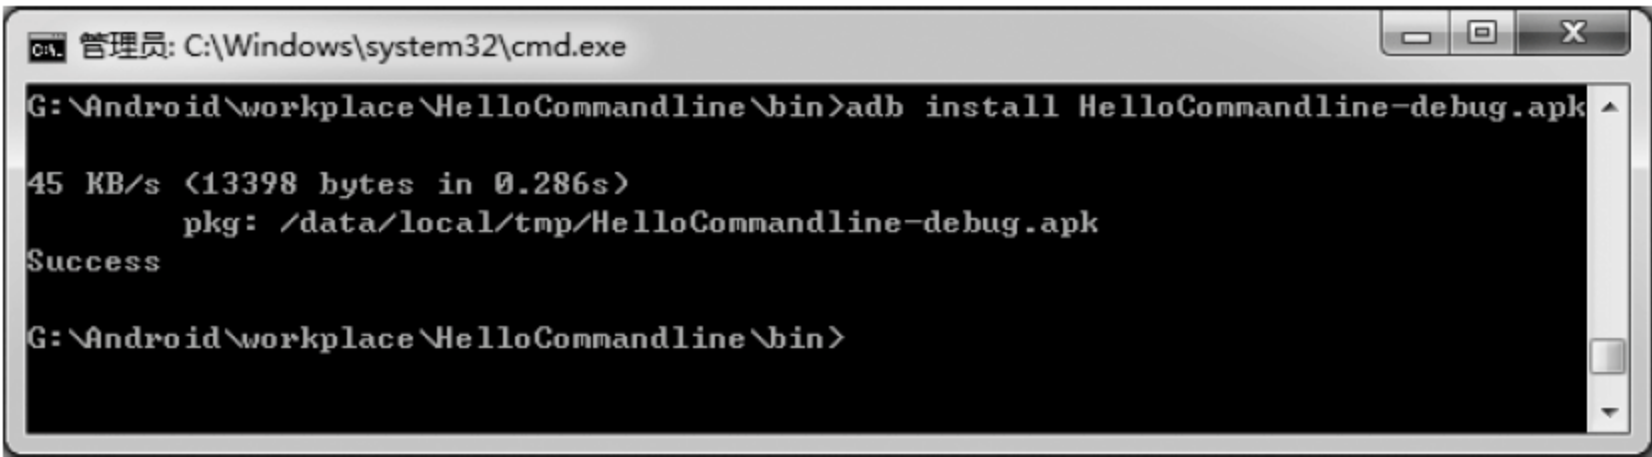 管理员: C:\Windows\system32\cmd.exe
G:\Android\workplace\HelloCommandline\bin>adb install HelloCommandline-debug.apk
45 KB/s (13398 bytes in 0.286s)
pkg: /data/local/tmp/HelloCommandline-debug.apk
Success
G:\Android\workplace\HelloCommandline\bin>